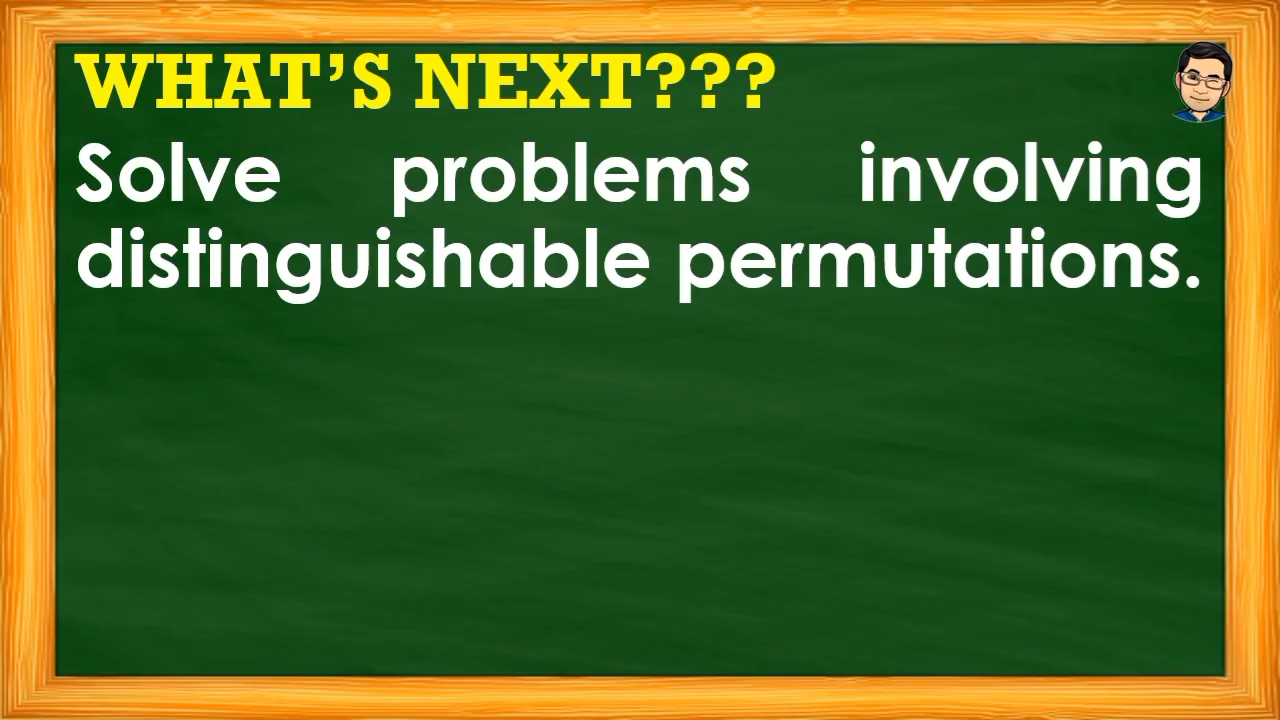 WHAT’S NEXT???
Solve problems involving
distinguishable permutations.